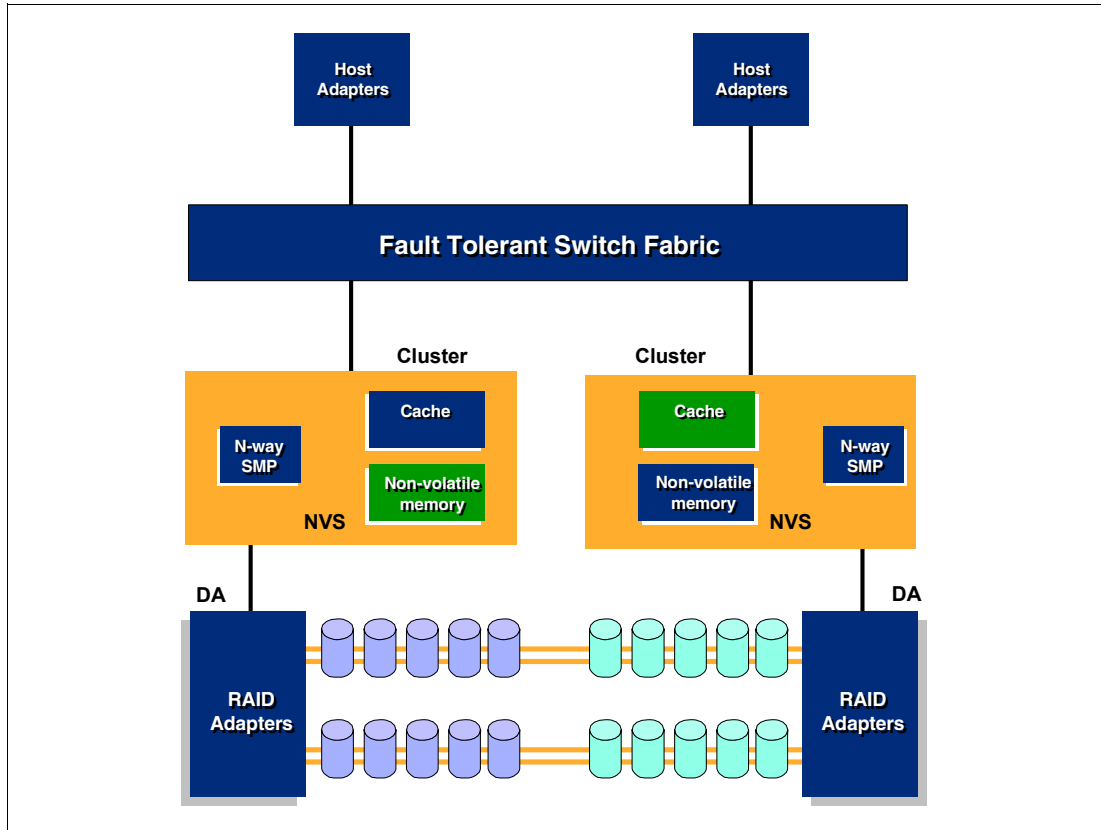 Host
Adapters
Host
Adapters
Fault Tolerant Switch Fabric
Cluster
Cluster
Cache
N-way
SMP
Non-volatile
memory
NVS
Cache
Non-volatile
memory
N-way
SMP
NVS
DA
DA
RAID
Adapters
RAID
Adapters